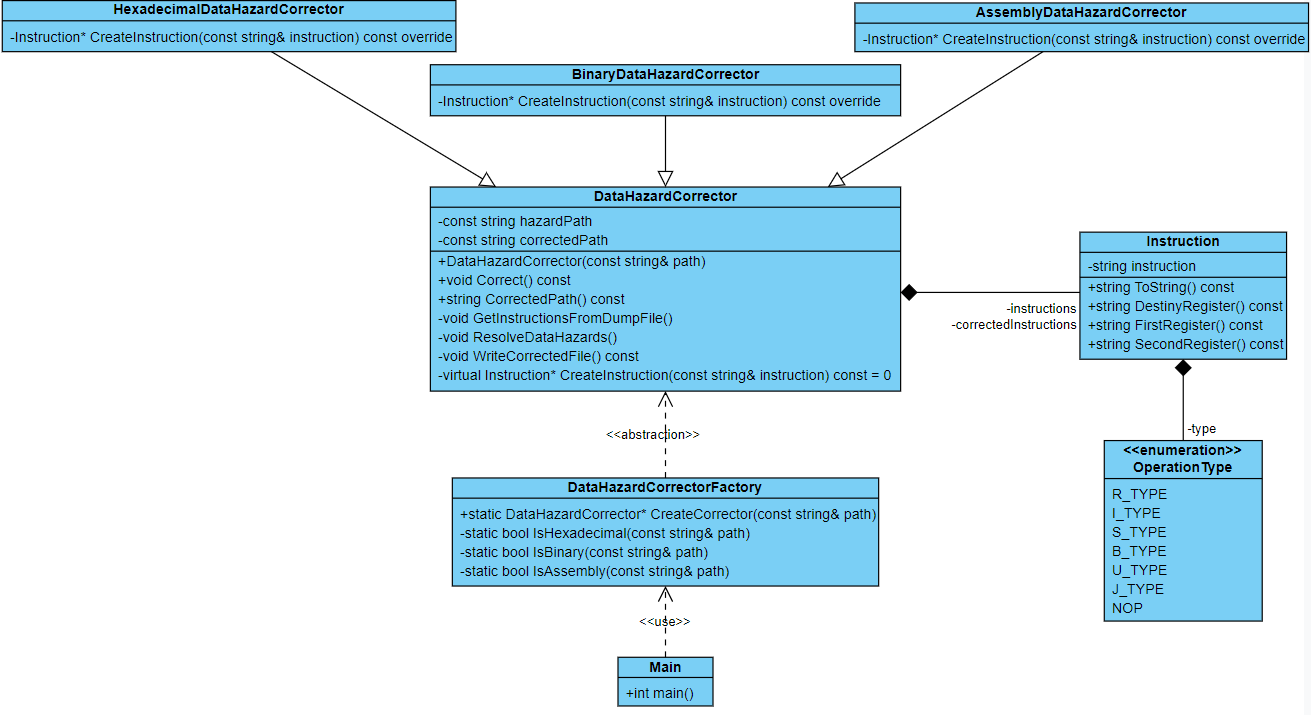 HexadecimalDataHazardCorrector
-Instruction* CreateInstruction(const string& instruction) const override
AssemblyDataHazardCorrector
-Instruction* CreateInstruction(const string& instruction) const override
BinaryDataHazardCorrector
-Instruction* CreateInstruction(const string& instruction) const override
DataHazardCorrector
-const string hazardPath
-const string correctedPath
+DataHazardCorrector(const string& path)
+void Correct() const
+string CorrectedPath() const
-void GetInstructionsFromDumpFile()
-void ResolveDataHazards()
-void WriteCorrectedFile() const
-virtual Instruction* CreateInstruction(const string& instruction) const = 0
-instructions
-correctedInstructions
Instruction
-string instruction
+string ToString() const
+string DestinyRegister() const
+string FirstRegister() const
+string SecondRegister() const
-type
<<enumeration>>
OperationType
R_TYPE
I_TYPE
S_TYPE
B_TYPE
U_TYPE
J_TYPE
NOP
<<abstraction>>
DataHazardCorrectorFactory
+static DataHazardCorrector* CreateCorrector(const string& path)
-static bool IsHexadecimal(const string& path)
-static bool IsBinary(const string& path)
-static bool IsAssembly(const string& path)
<<use>>
Main
+int main()